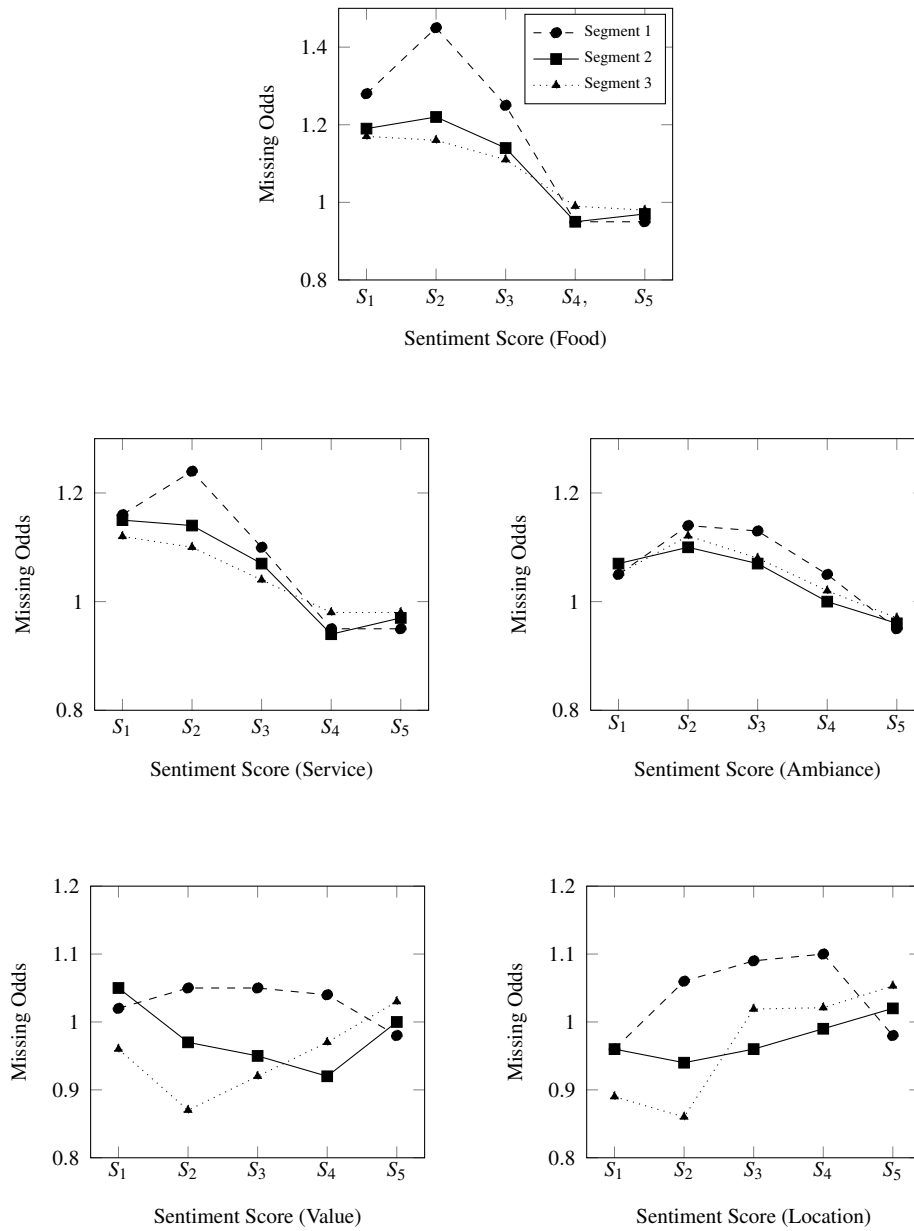 Segment 1
Segment 2
Segment 3
1.4
1.2
1
0.8
Missing Odds
S₁ S₂ S₃ S₄, S₅
Sentiment Score (Food)
1.2
1
0.8
Missing Odds
S₁ S₂ S₃ S₄ S₅
Sentiment Score (Service)
1.2
1
0.8
Missing Odds
S₁ S₂ S₃ S₄ S₅
Sentiment Score (Ambiance)
1.2
1.1
1
0.9
0.8
Missing Odds
S₁ S₂ S₃ S₄ S₅
Sentiment Score (Value)
1.2
1.1
1
0.9
0.8
Missing Odds
S₁ S₂ S₃ S₄ S₅
Sentiment Score (Location)